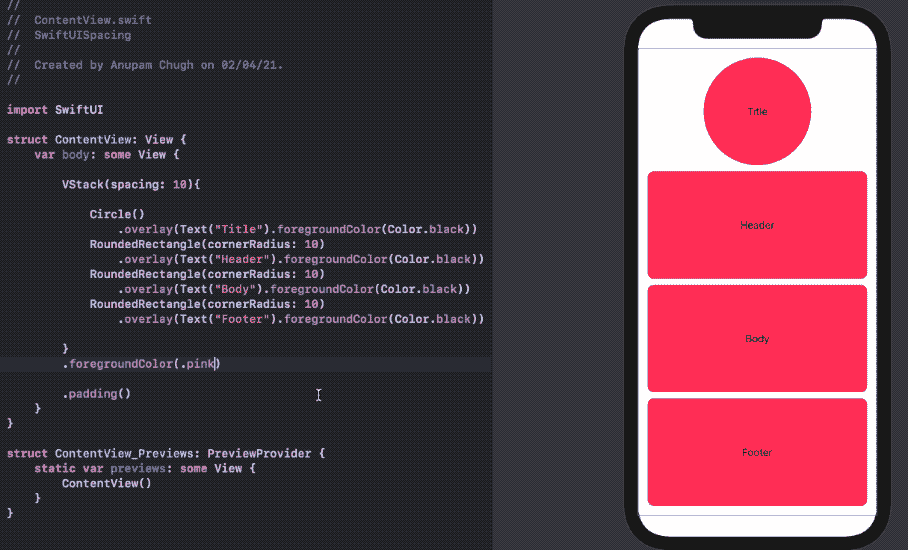 //
//  ContentView.swift
//  SwiftUISpacing
//
//  Created by Anupam Chugh on 02/04/21.
//
import SwiftUI
struct ContentView: View {
    var body: some View {
        VStack(spacing: 10){
            Circle()
                .overlay(Text("Title").foregroundColor(Color.black))
            RoundedRectangle(cornerRadius: 10)
                .overlay(Text("Header").foregroundColor(Color.black))
            RoundedRectangle(cornerRadius: 10)
                .overlay(Text("Body").foregroundColor(Color.black))
            RoundedRectangle(cornerRadius: 10)
                .overlay(Text("Footer").foregroundColor(Color.black))
        }
        .foregroundColor(.pink)
        .padding()
    }
}
struct ContentView_Previews: PreviewProvider {
    static var previews: some View {
        ContentView()
    }
}
Title
Header
Body
Footer